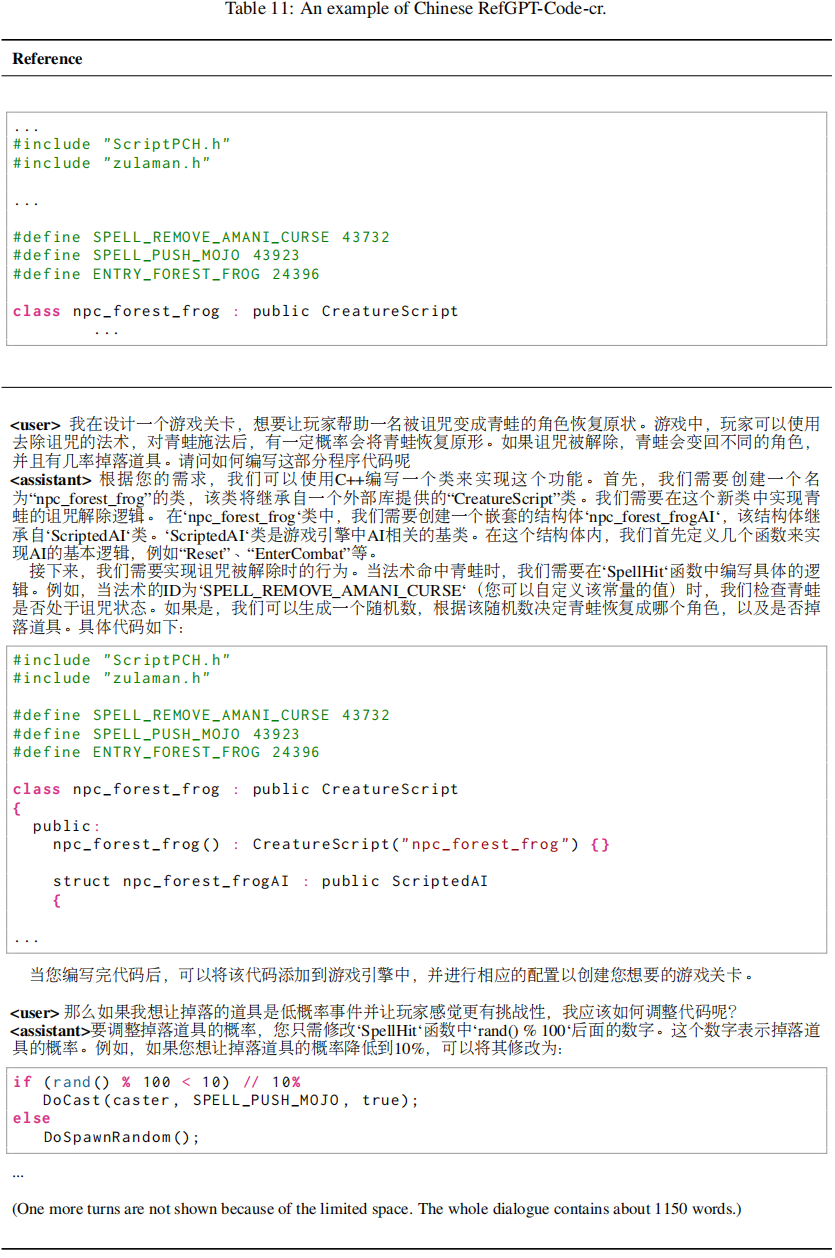 Table 11: An example of Chinese RefGPT-Code-cr.
Reference
...
#include "ScriptPCH.h"
#include "zulaman.h"
...
#define SPELL_REMOVE_AMANI_CURSE 43732
#define SPELL_PUSH_MOJO 43923
#define ENTRY_FOREST_FROG 24396
class npc_forest_frog : public CreatureScript
...
<user> 我在设计一个游戏关卡，想要让玩家帮助一名被诅咒变成青蛙的角色恢复原状。游戏中，玩家可以使用
去除诅咒的法术，对青蛙施法后，有一定概率会将青蛙恢复原形。如果诅咒被解除，青蛙会变回不同的角色，
并且有几率掉落道具。请问如何编写这部分程序代码呢
<assistant> 根据您的需求，我们可以使用C++编写一个类来实现这个功能。首先，我们需要创建一个名
为“npc_forest_frog”的类，该类将继承自一个外部库提供的“CreatureScript”类。我们需要在这个新类中实现青
蛙的诅咒解除逻辑。 在‘npc_forest_frog‘类中，我们需要创建一个嵌套的结构体‘npc_forest_frogAI‘，该结构体继
承自‘ScriptedAI‘类。‘ScriptedAI‘类是游戏引擎中AI相关的基类。在这个结构体内，我们首先定义几个函数来实
现AI的基本逻辑，例如“Reset”、“EnterCombat”等。
接下来，我们需要实现诅咒被解除时的行为。当法术命中青蛙时，我们需要在‘SpellHit‘函数中编写具体的逻
辑。例如，当法术的ID为‘SPELL_REMOVE_AMANI_CURSE‘（您可以自定义该常量的值）时，我们检查青蛙
是否处于诅咒状态。如果是，我们可以生成一个随机数，根据该随机数决定青蛙恢复成哪个角色，以及是否掉
落道具。具体代码如下：
#include "ScriptPCH.h"
#include "zulaman.h"
#define SPELL_REMOVE_AMANI_CURSE 43732
#define SPELL_PUSH_MOJO 43923
#define ENTRY_FOREST_FROG 24396
class npc_forest_frog : public CreatureScript
{
public:
npc_forest_frog() : CreatureScript("npc_forest_frog") {}
struct npc_forest_frogAI : public ScriptedAI
{
...
当您编写完代码后，可以将该代码添加到游戏引擎中，并进行相应的配置以创建您想要的游戏关卡。
<user> 那么如果我想让掉落的道具是低概率事件并让玩家感觉更有挑战性，我应该如何调整代码呢？
<assistant>要调整掉落道具的概率，您只需修改‘SpellHit‘函数中‘rand() % 100‘后面的数字。这个数字表示掉落道
具的概率。例如，如果您想让掉落道具的概率降低到10%，可以将其修改为：
if (rand() % 100 < 10) // 10%
DoCast(caster, SPELL_PUSH_MOJO, true);
else
DoSpawnRandom();
...
(One more turns are not shown because of the limited space. The whole dialogue contains about 1150 words.)